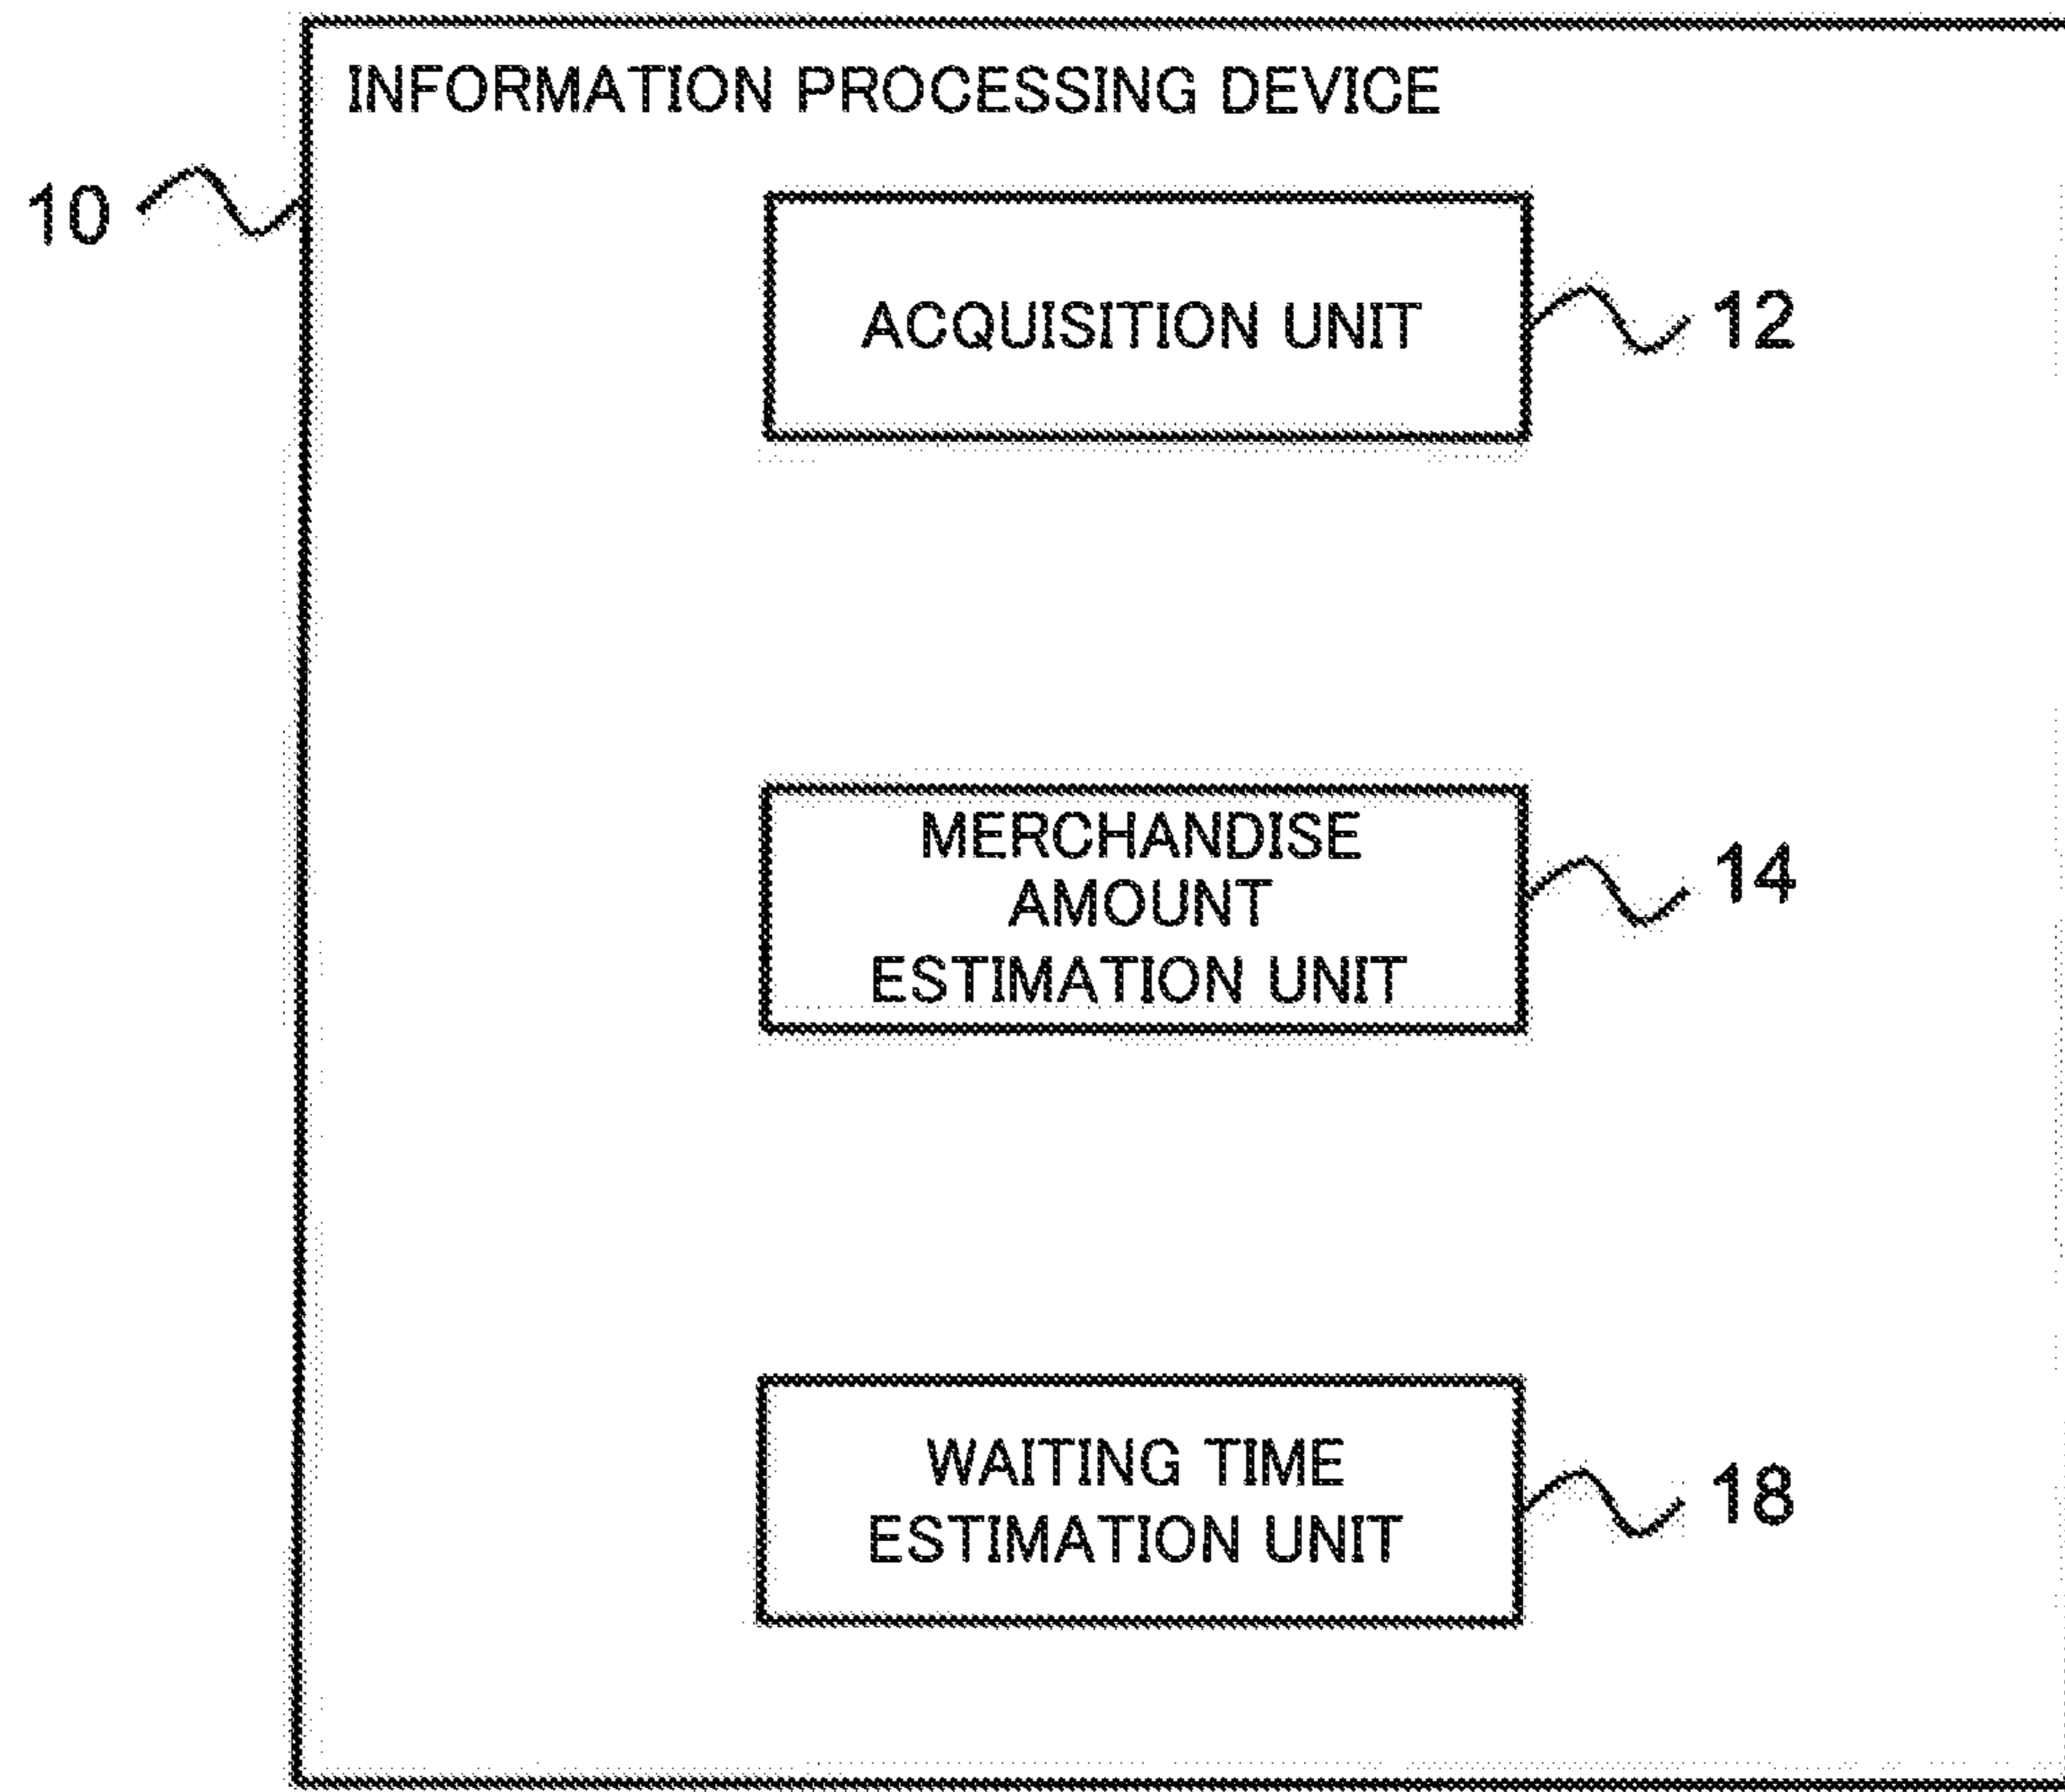 INFORMATION PROCESSING DEVICE
10
ACQUISITION UNIT
12
MERCHANDISE
AMOUNT
ESTIMATION UNIT
14
WAITING TIME
ESTIMATION UNIT
18